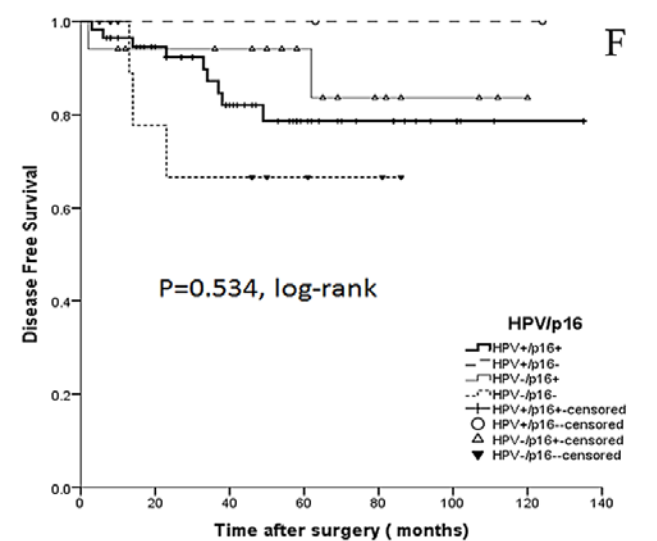 F
1.0
0.8
0.6
0.4
0.2
0.0
Disease Free Survival
P=0.534, log-rank
HPV/p16
HPV+/p16+
HPV+/p16-
HPV-/p16+
HPV-/p16-
HPV+/p16+-censored
HPV+/p16--censored
HPV-/p16+-censored
HPV-/p16--censored
0 20 40 60 80 100 120 140
Time after surgery ( months)